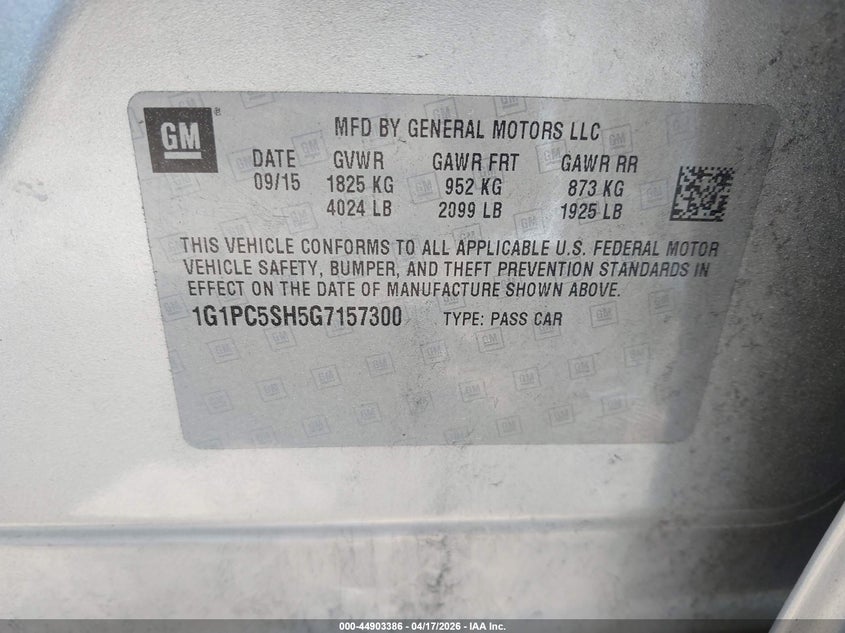 GM
MFD BY GENERAL MOTORS LLC
DATE GVWR GAWR FRT GAWR RR
09/15 1825 KG 952 KG 873 KG
4024 LB 2099 LB 1925 LB
THIS VEHICLE CONFORMS TO ALL APPLICABLE U.S. FEDERAL MOTOR
VEHICLE SAFETY, BUMPER, AND THEFT PREVENTION STANDARDS IN
EFFECT ON THE DATE OF MANUFACTURE SHOWN ABOVE.
1G1PC5SH5G7157300 TYPE: PASS CAR
000-44903386 - 04/17/2026 - IAA Inc.